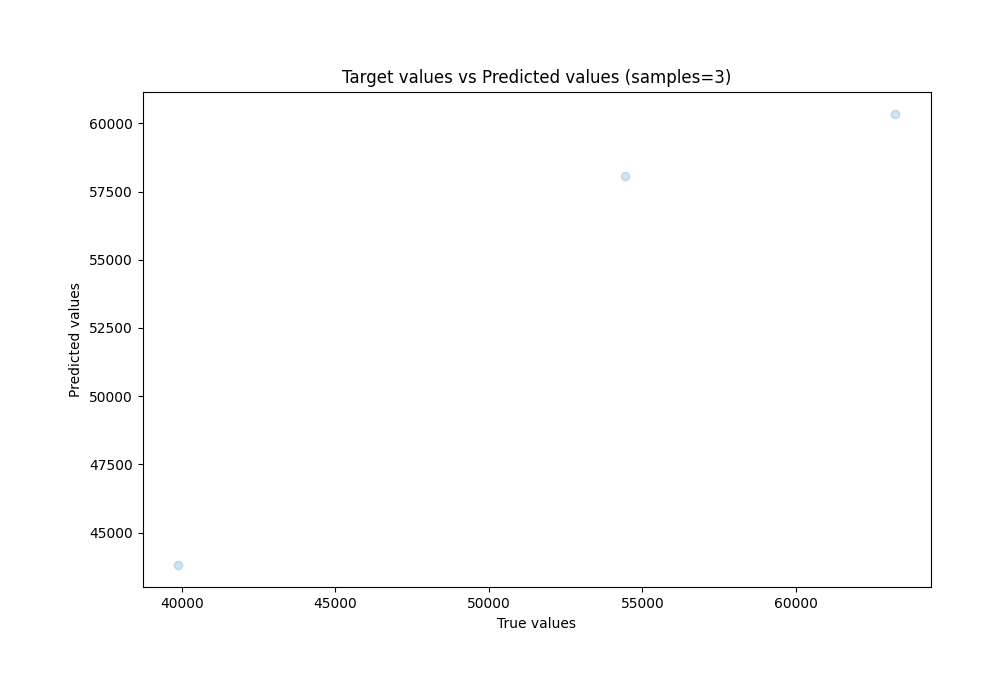 Target values vs Predicted values (samples=3)
60000
57500
55000
52500
50000
47500
45000
Predicted values
40000 45000 50000 55000 60000
True values